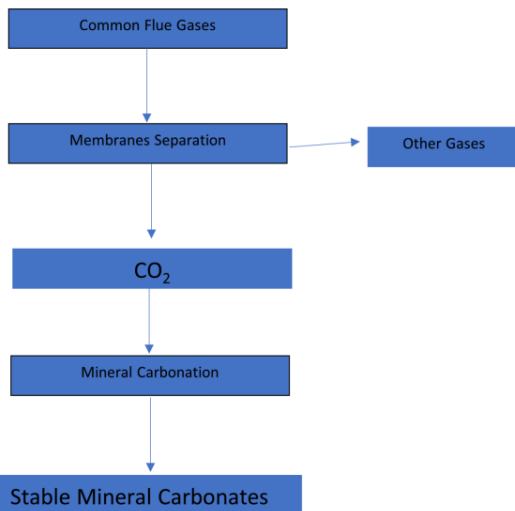 Common Flue Gases
Membranes Separation
Other Gases
CO₂
Mineral Carbonation
Stable Mineral Carbonates